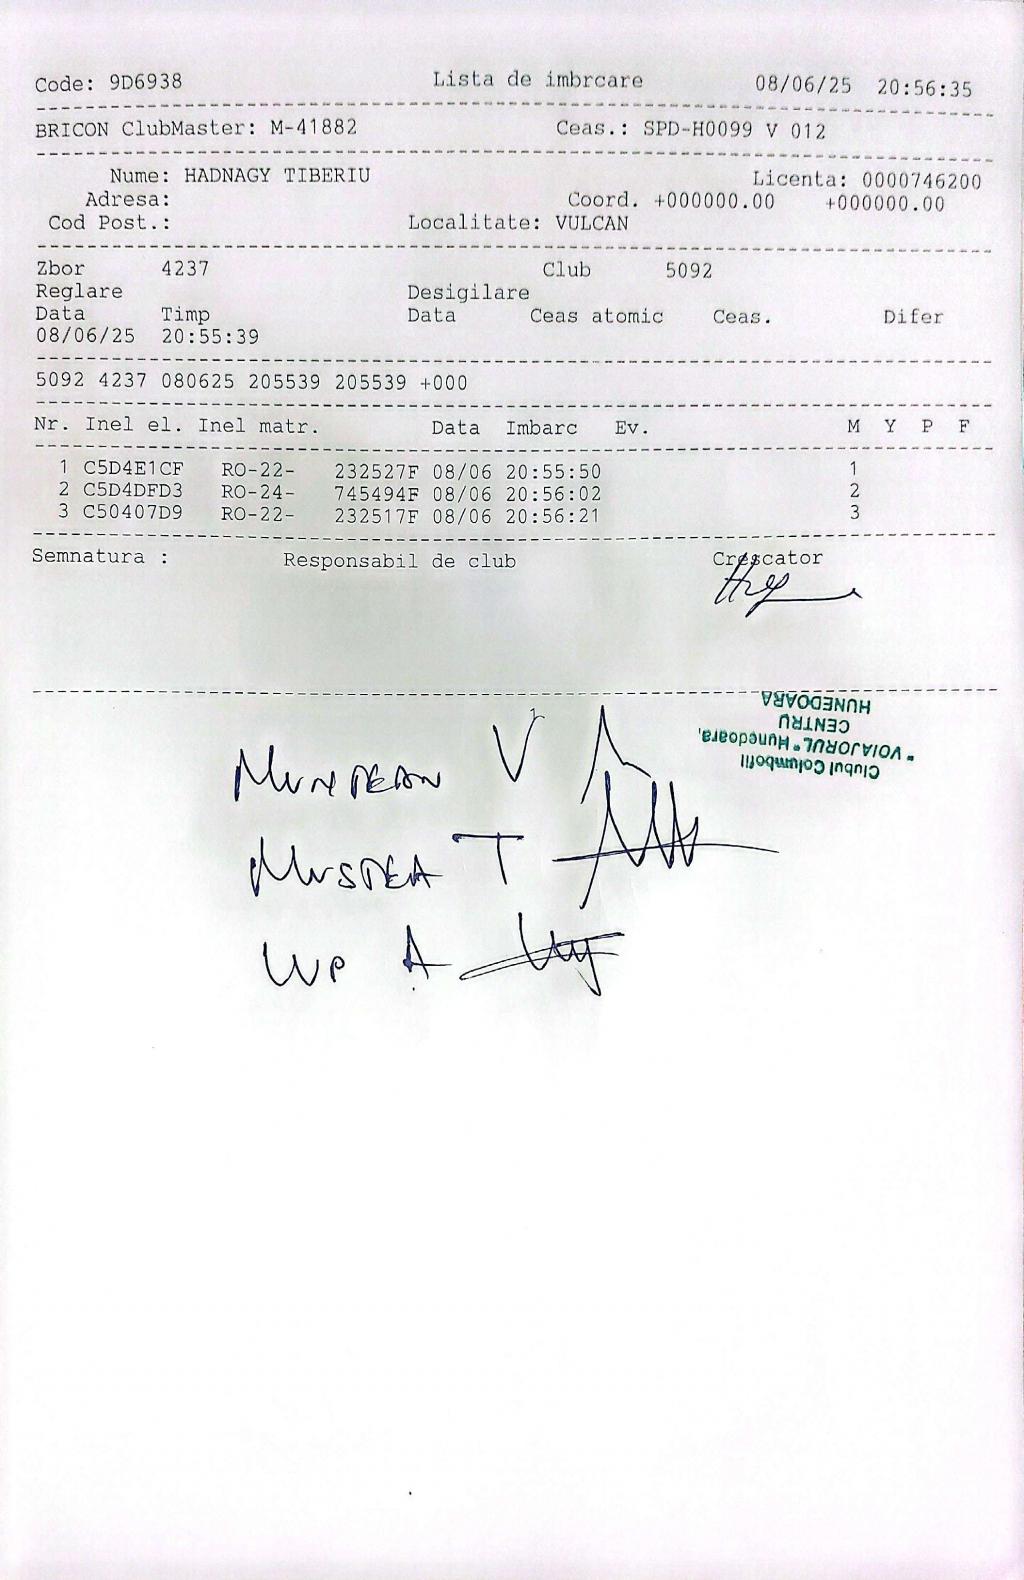 Code: 9D6938 Lista de imbrcare 08/06/25 20:56:35
BRICON ClubMaster: M-41882 Ceas.: SPD-H0099 V 012
Nume: HADNAGY TIBERIU Licenta: 0000746200
Adresa: Coord. +000000.00 +000000.00
Cod Post.: Localitate: VULCAN
Zbor 4237 Club 5092
Reglare Desigilare
Data Timp Data Ceas atomic Ceas. Difer
08/06/25 20:55:39
5092 4237 080625 205539 205539 +000
Nr. Inel el. Inel matr. Data Imbarc Ev. M Y P F
1 C5D4E1CF RO-22- 232527F 08/06 20:55:50 1
2 C5D4DFD3 RO-24- 745494F 08/06 20:56:02 2
3 C50407D9 RO-22- 232517F 08/06 20:56:21 3
Semnatura : Responsabil de club Crescator
Clubul Columbofil
"VOIAJORUL" Hunedoara,
CENTRU
HUNEDOARA
MUNTEAN V
MUSTEA T
A